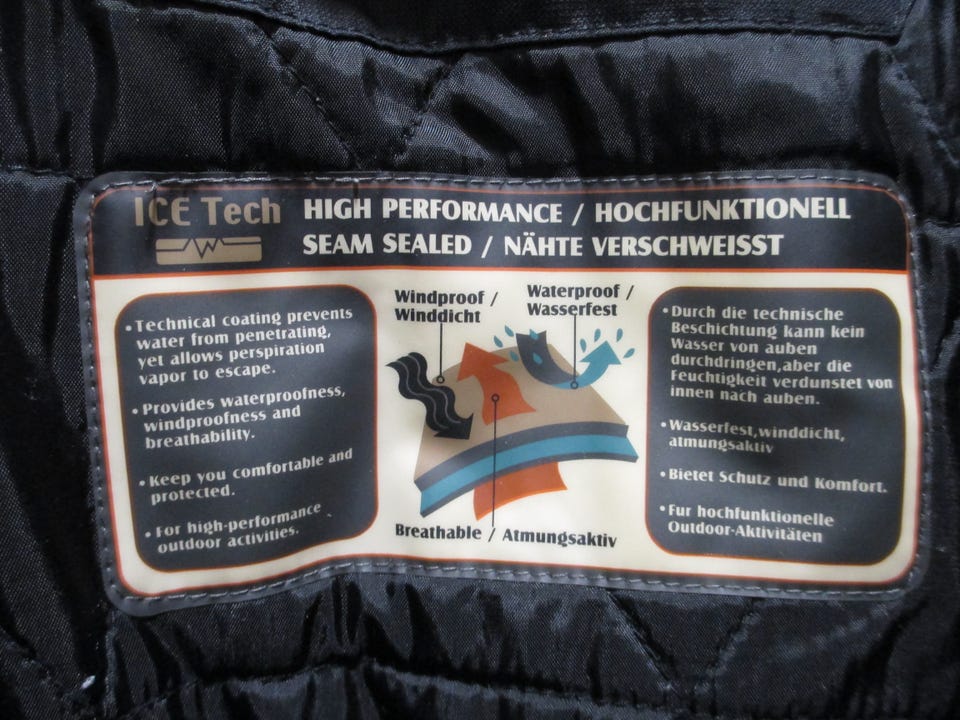 ICE Tech
HIGH PERFORMANCE / HOCHFUNKTIONELL
SEAM SEALED / NÄHTE VERSCHWEISST
• Technical coating prevents
water from penetrating,
yet allows perspiration
vapor to escape.
• Provides waterproofness,
windproofness and
breathability.
• Keep you comfortable and
protected.
• For high-performance
outdoor activities.
Windproof /
Winddicht
Waterproof /
Wasserfest
Breathable / Atmungsaktiv
• Durch die technische
Beschichtung kann kein
Wasser von auben
durchdringen,aber die
Feuchtigkeit verdunstet von
innen nach auben.
• Wasserfest,winddicht,
atmungsaktiv
• Bietet Schutz und Komfort.
• Fur hochfunktionelle
Outdoor-Aktivitäten